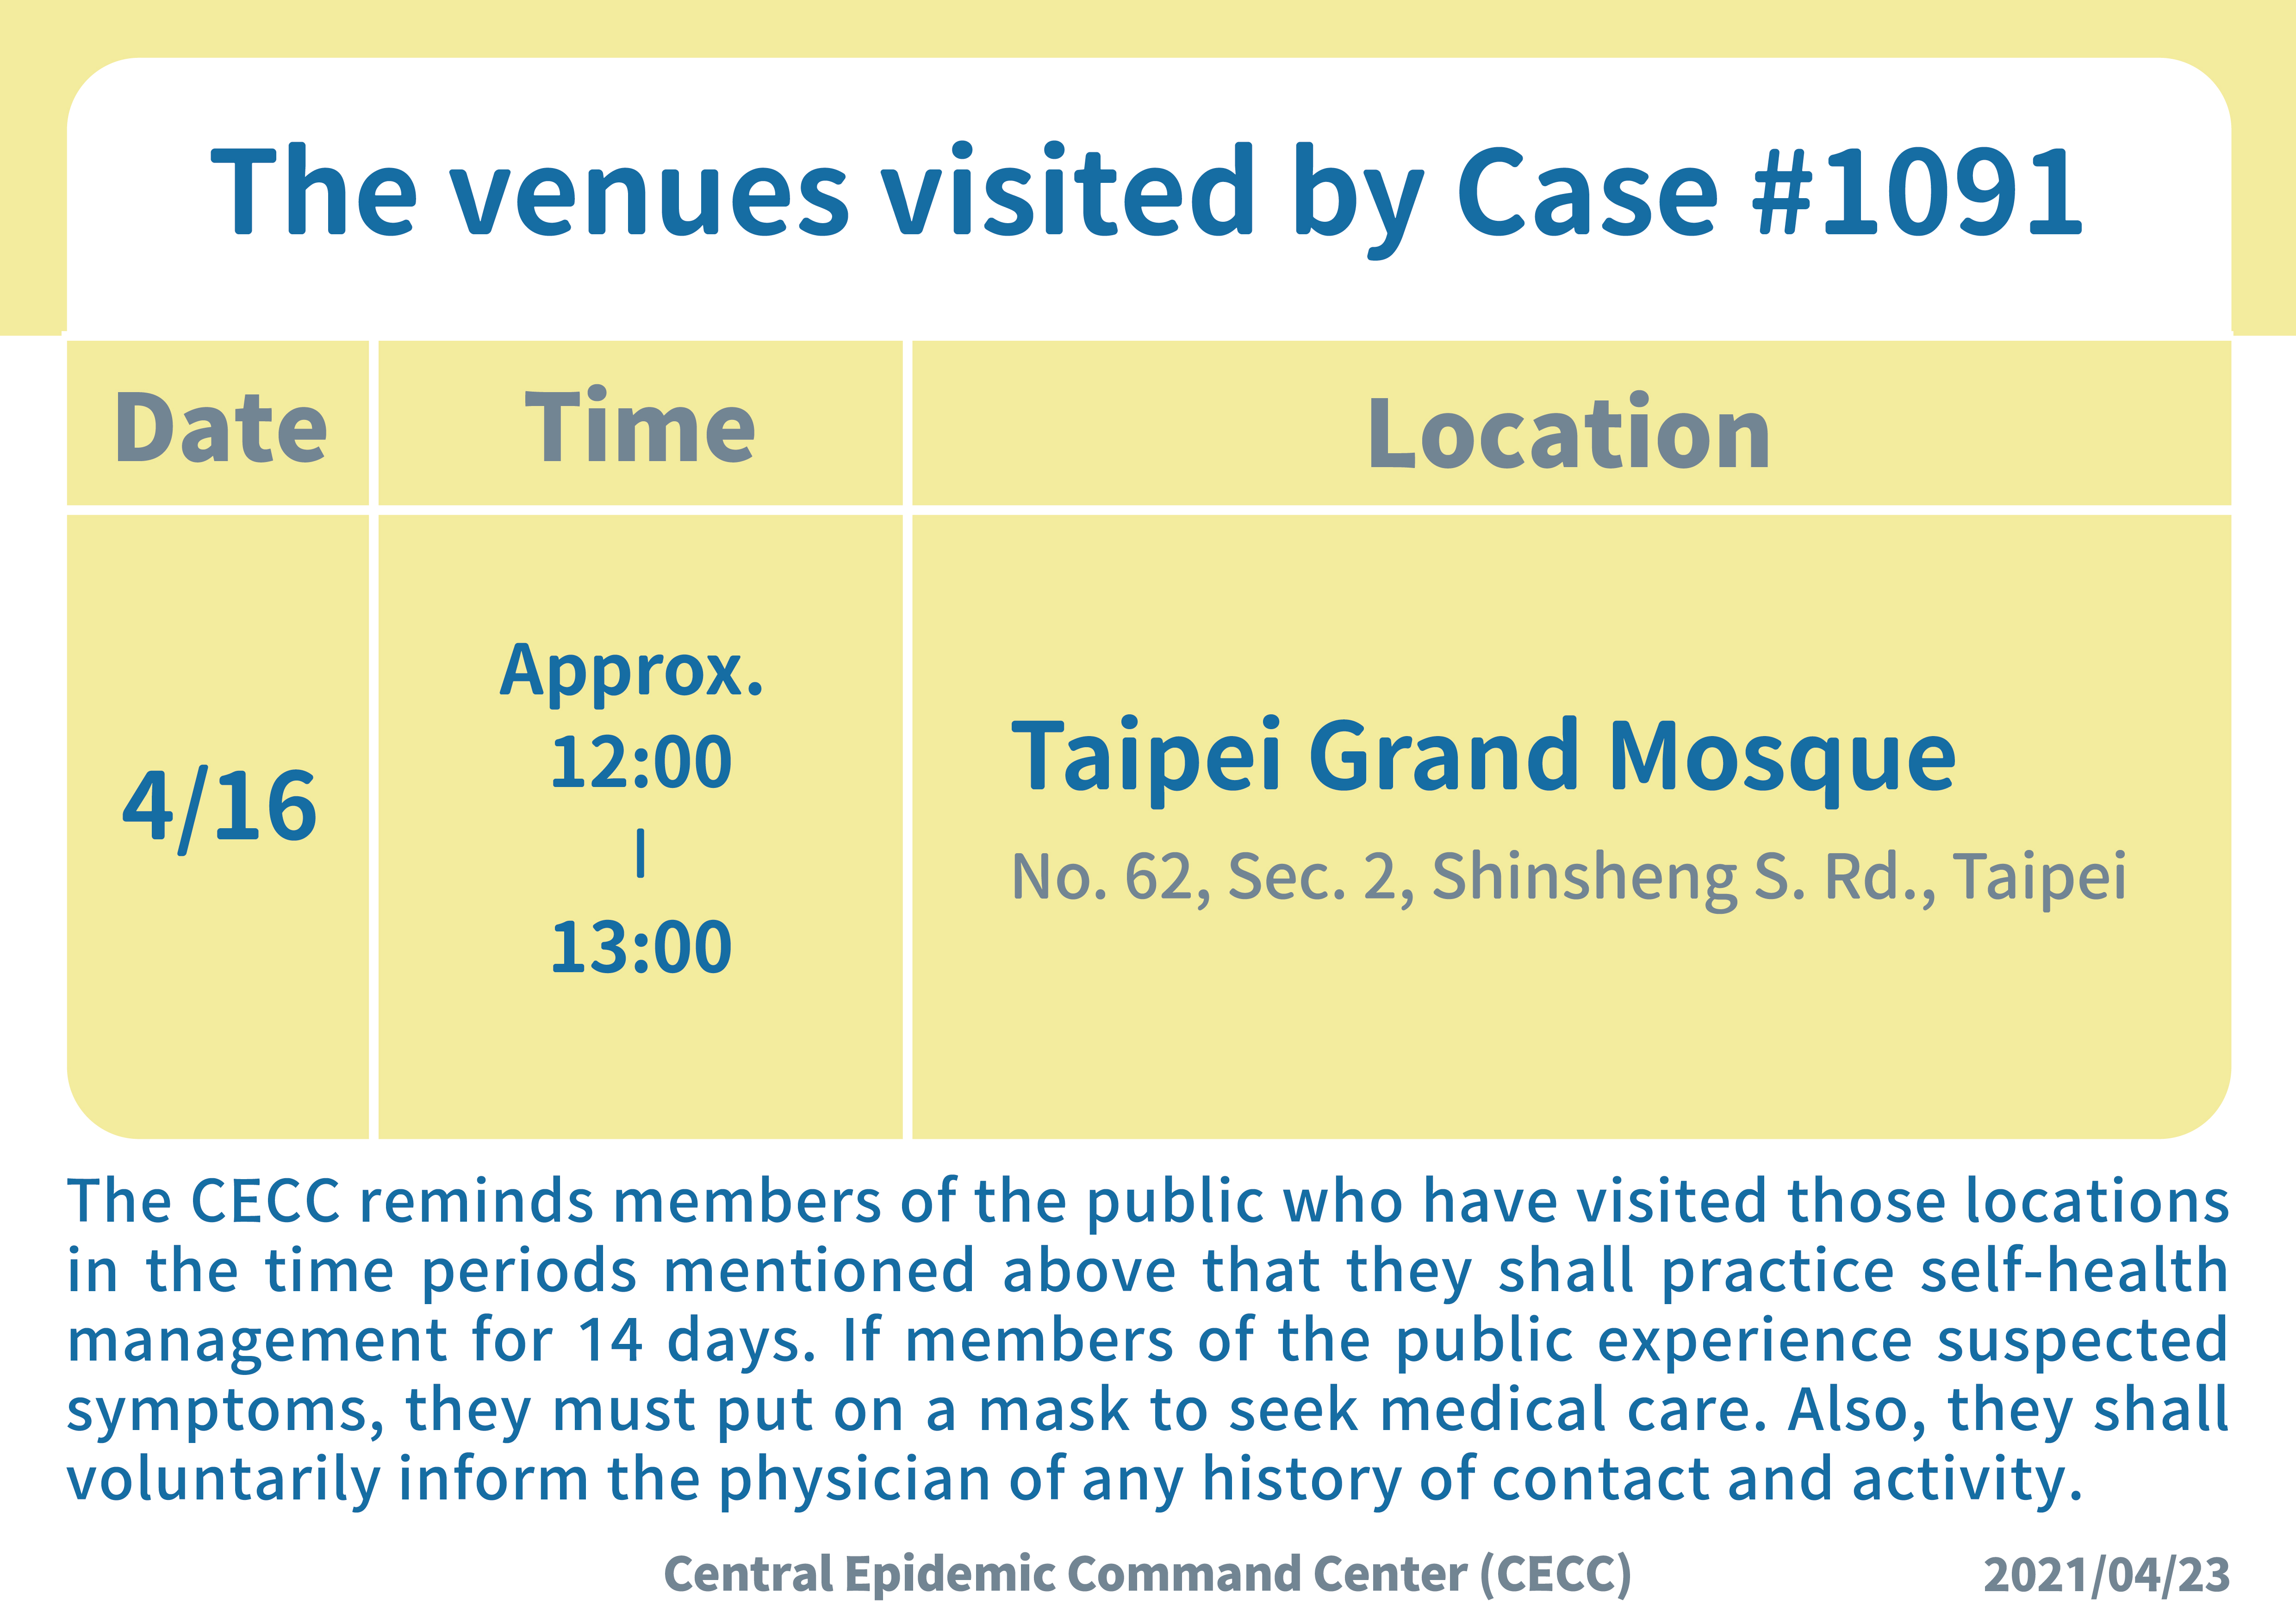 The venues visited by Case #1091
Date Time Location
4/16
Approx.
12:00
|
13:00
Taipei Grand Mosque
No. 62, Sec. 2, Shinsheng S. Rd., Taipei
The CECC reminds members of the public who have visited those locations
in the time periods mentioned above that they shall practice self-health
management for 14 days. If members of the public experience suspected
symptoms, they must put on a mask to seek medical care. Also, they shall
voluntarily inform the physician of any history of contact and activity.
Central Epidemic Command Center (CECC) 2021/04/23